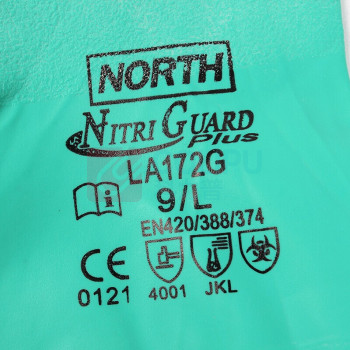 NORTH
NITRI GUARD
Plus
LA172G
9/L
EN420/388/374
CE
0121 4001 JKL